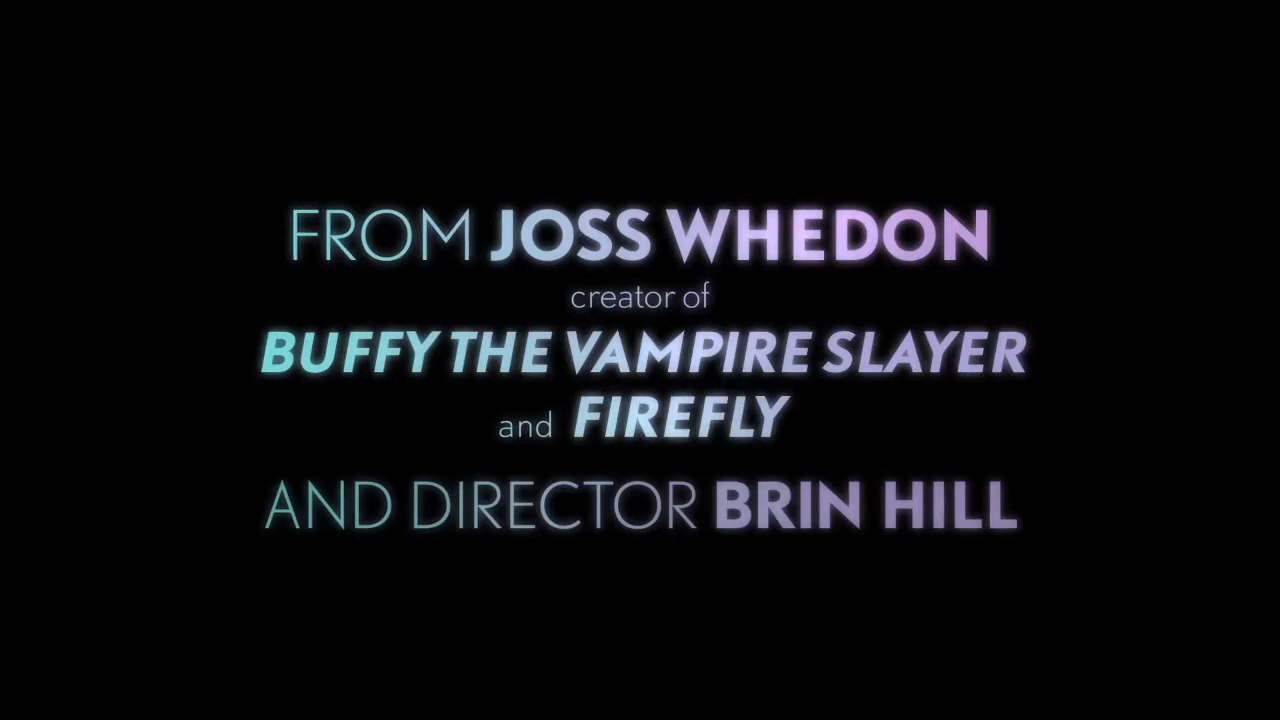 FROM JOSS WHEDON
creator of
BUFFY THE VAMPIRE SLAYER
and FIREFLY
AND DIRECTOR BRIN HILL